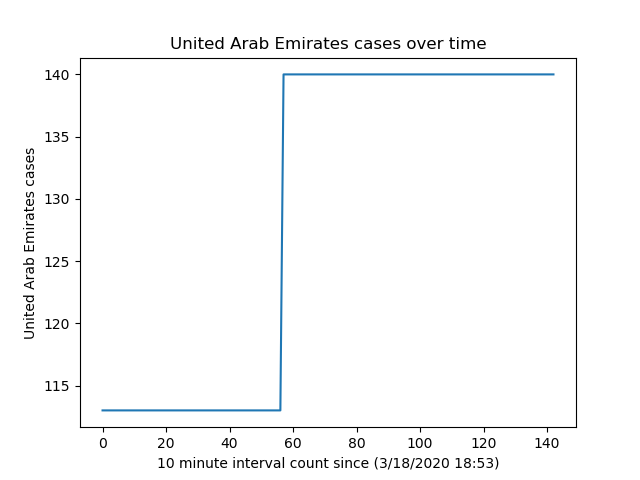 United Arab Emirates cases over time
140
135
130
125
120
115
United Arab Emirates cases
0 20 40 60 80 100 120 140
10 minute interval count since (3/18/2020 18:53)